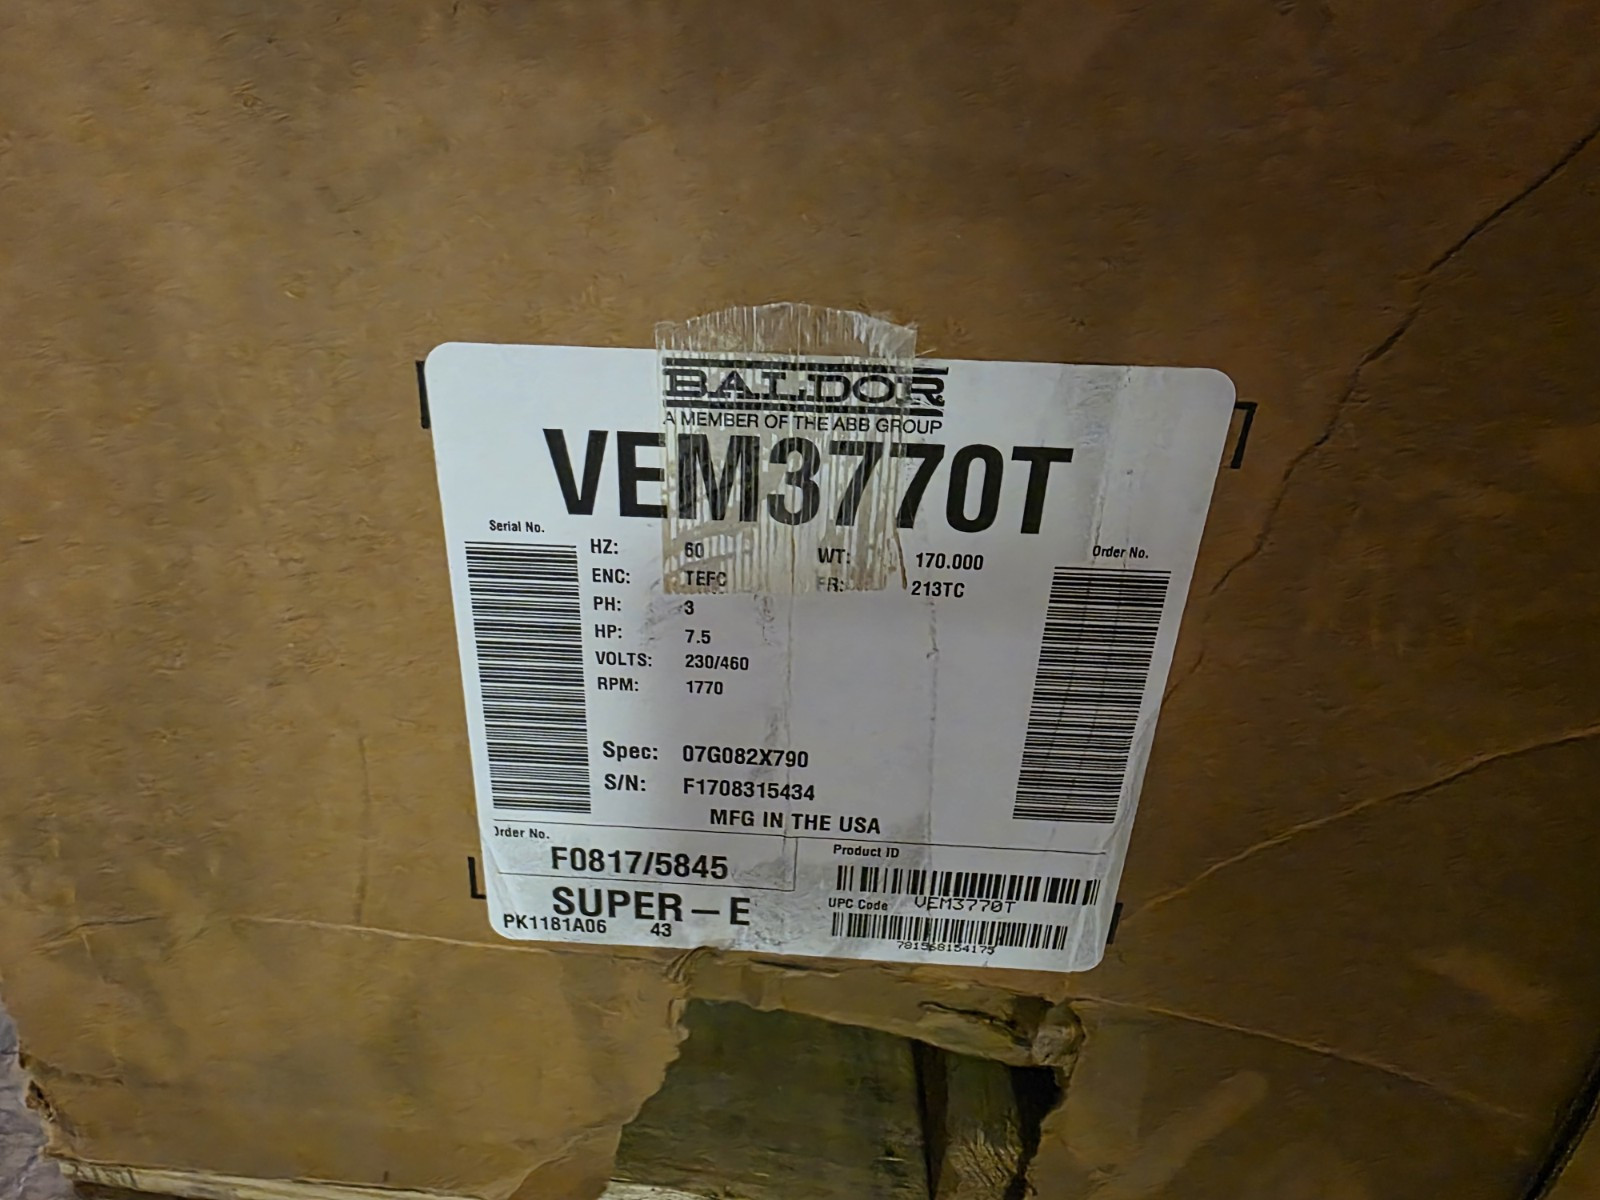 BALDOR
A MEMBER OF THE ABB GROUP
VEM3770T
Serial No.
Order No.
HZ: 60 WT: 170.000
ENC: TEFC FR: 213TC
PH: 3
HP: 7.5
VOLTS: 230/460
RPM: 1770
Spec: 07G082X790
S/N: F1708315434
MFG IN THE USA
Order No.
F0817/5845
Product ID
VEM3770T
UPC Code
781568154175
SUPER-E
PK1181A06 43